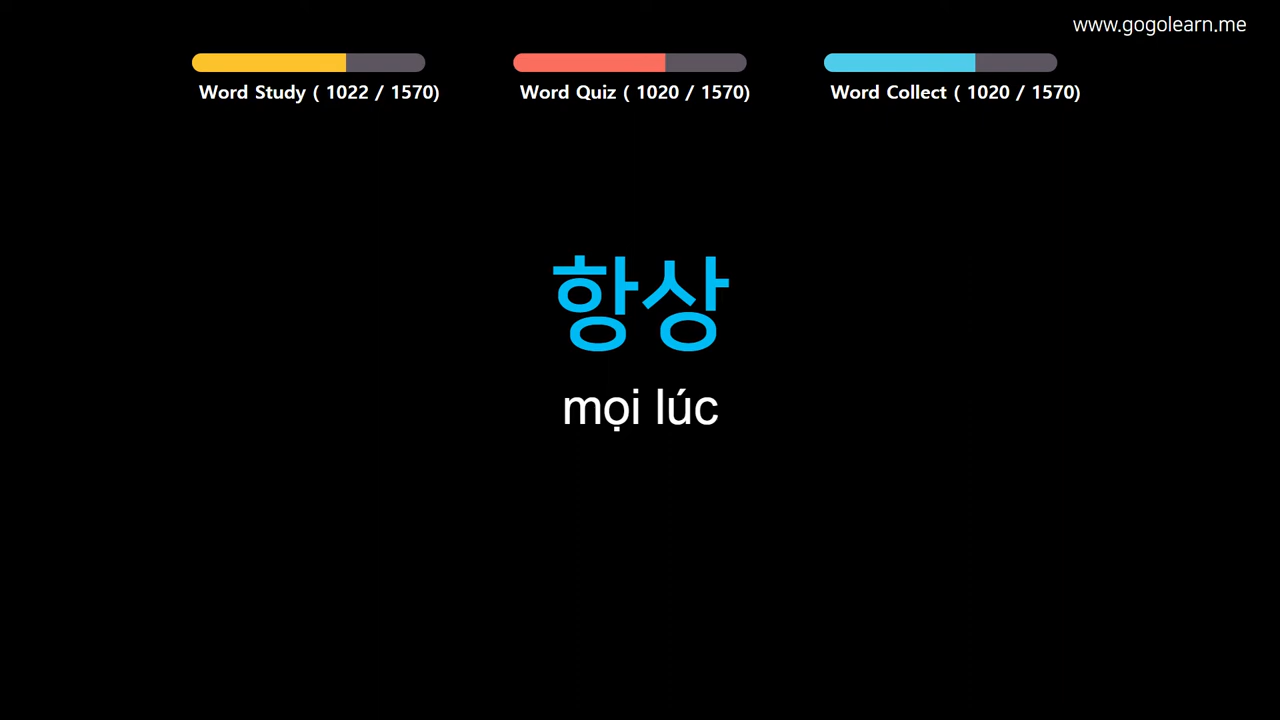 www.gogolearn.me
Word Study ( 1022 / 1570)
Word Quiz ( 1020 / 1570)
Word Collect ( 1020 / 1570)
항상
mọi lúc